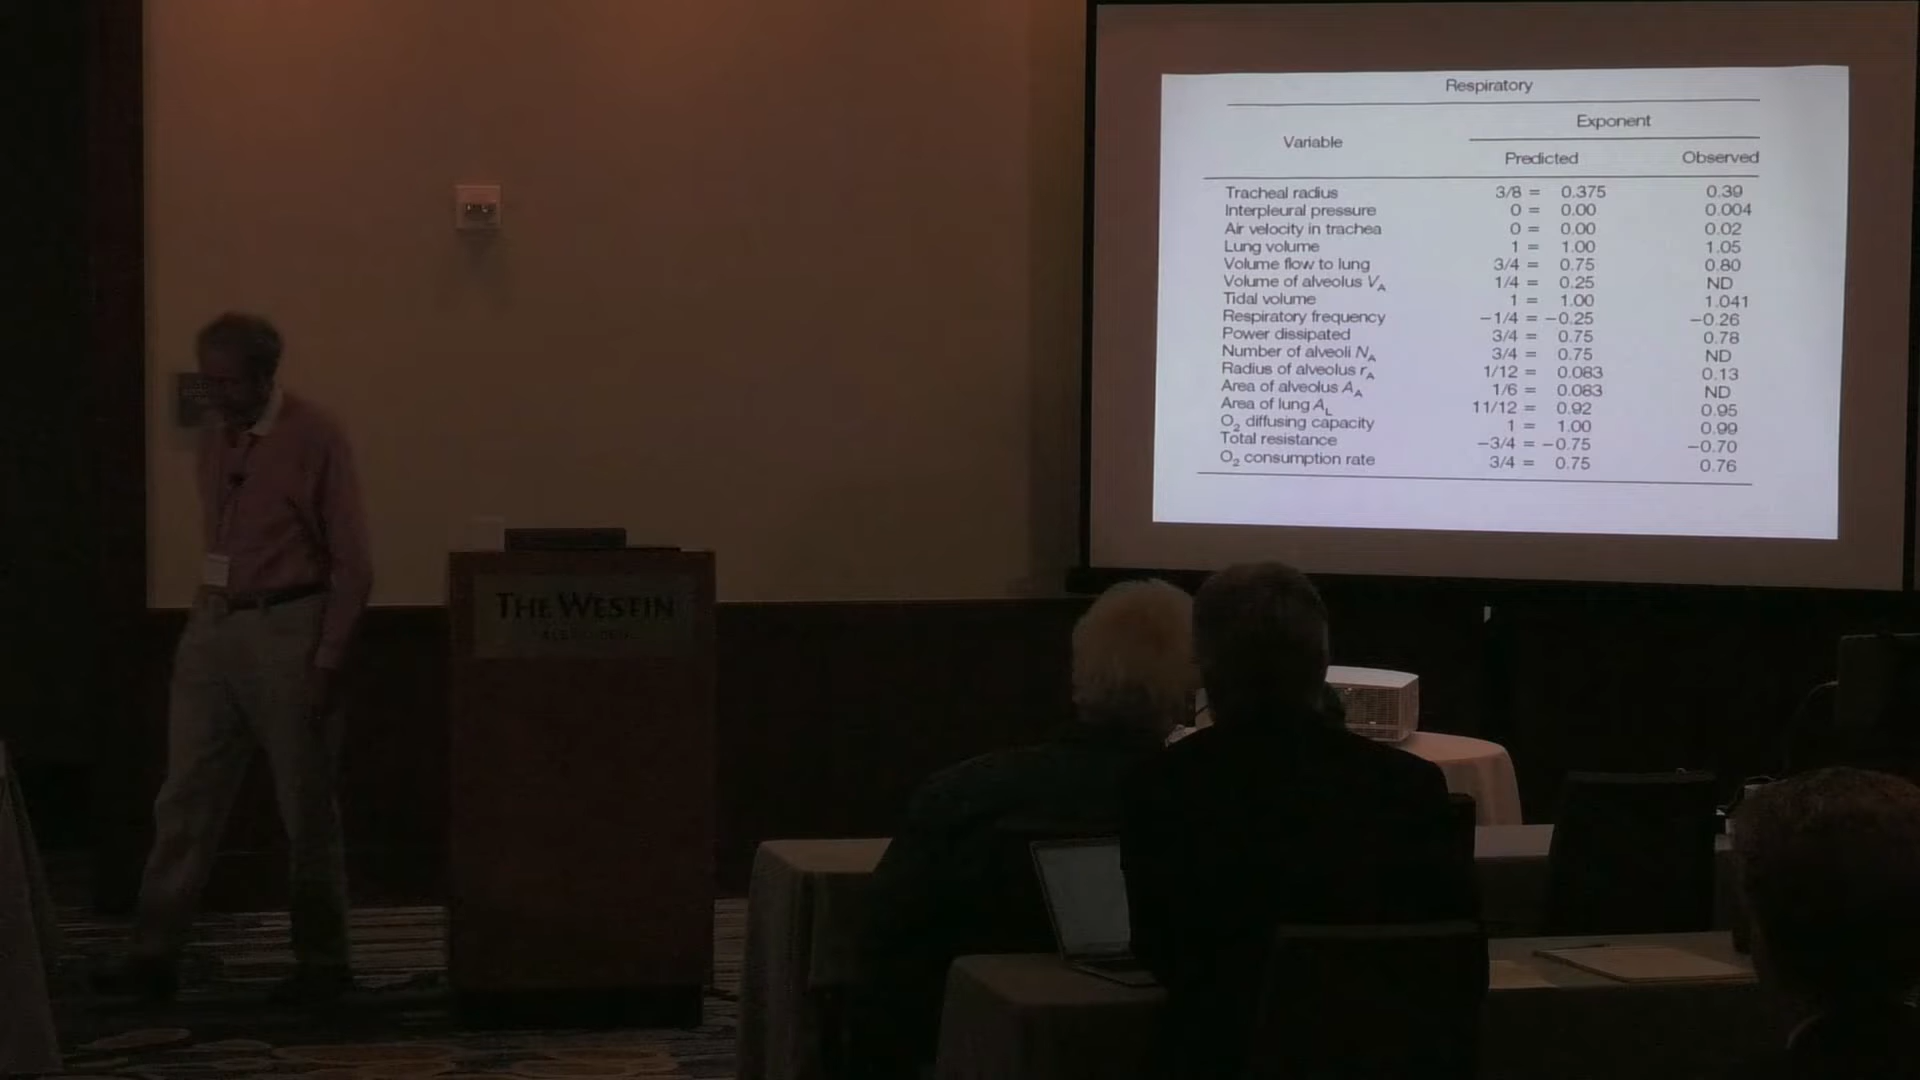 Respiratory
Exponent
Variable
Predicted Observed
Tracheal radius 3/8 = 0.375 0.39
Interpleural pressure 0 = 0.00 0.004
Air velocity in trachea 0 = 0.00 0.02
Lung volume 1 = 1.00 1.05
Volume flow to lung 3/4 = 0.75 0.80
Volume of alveolus VA 1/4 = 0.25 ND
Tidal volume 1 = 1.00 1.041
Respiratory frequency −1/4 = −0.25 −0.26
Power dissipated 3/4 = 0.75 0.78
Number of alveoli NA 3/4 = 0.75 ND
Radius of alveolus rA 1/12 = 0.083 0.13
Area of alveolus AA 1/6 = 0.083 ND
Area of lung AL 11/12 = 0.92 0.95
O2 diffusing capacity 1 = 1.00 0.99
Total resistance −3/4 = −0.75 −0.70
O2 consumption rate 3/4 = 0.75 0.76
THE WESTIN